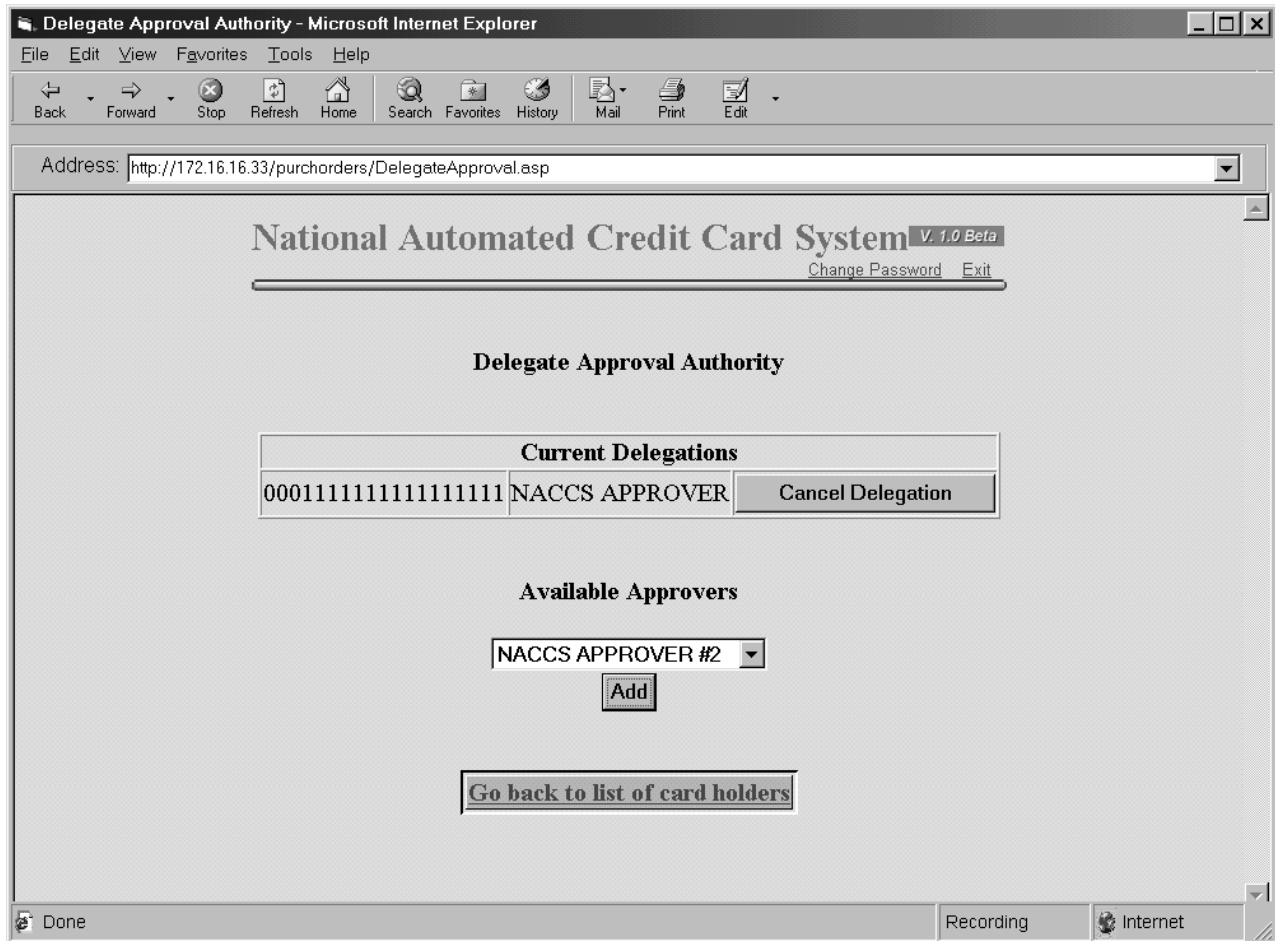 Delegate Approval Authority - Microsoft Internet Explorer
File Edit View Favorites Tools Help
Back Forward Stop Refresh Home Search Favorites History Mail Print Edit
Address: http://172.16.16.33/purchorders/DelegateApproval.asp
National Automated Credit Card System V. 1.0 Beta
Change Password Exit
Delegate Approval Authority
Current Delegations
0001111111111111111 NACCS APPROVER Cancel Delegation
Available Approvers
NACCS APPROVER #2
Add
Go back to list of card holders
Done Recording Internet